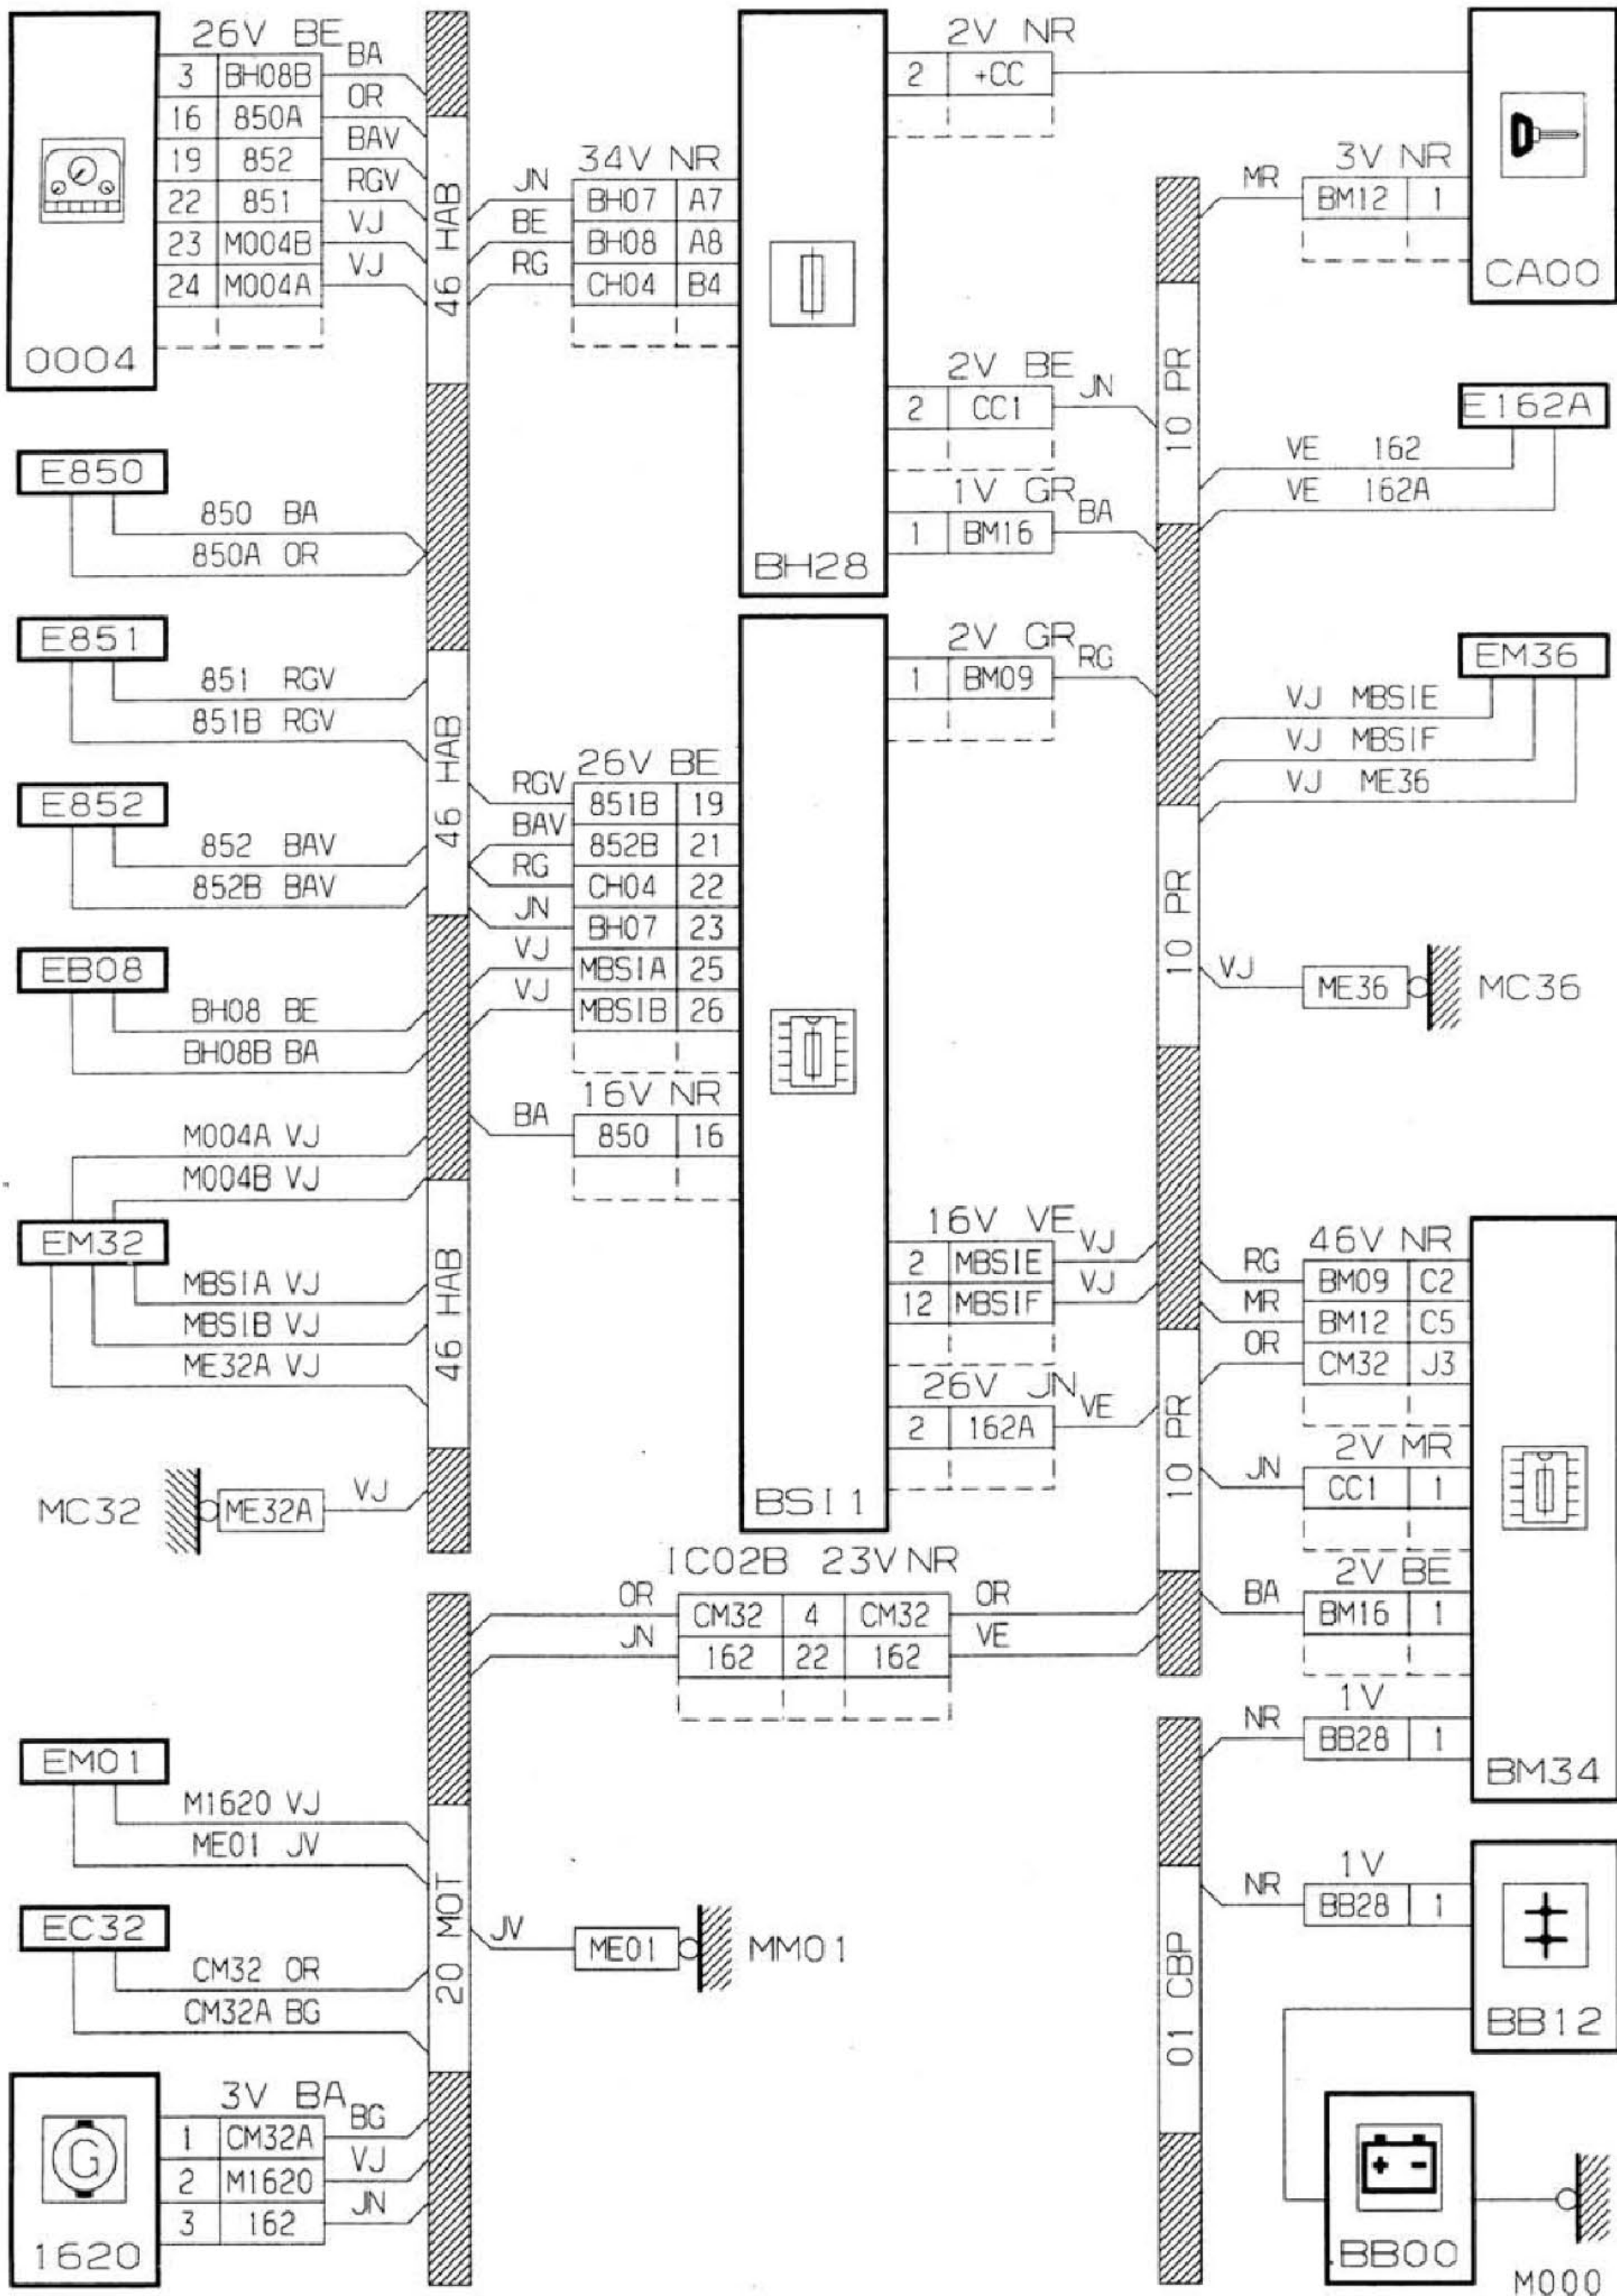 26V BE
3 BH08B BA
16 850A OR
19 852 BAV
22 851 RGV
23 M004B VJ
24 M004A VJ
0004
46 HAB
E850
850 BA
850A OR
E851
851 RGV
851B RGV
46 HAB
E852
852 BAV
852B BAV
EB08
BH08 BE
BH08B BA
M004A VJ
M004B VJ
EM32
MBSIA VJ
MBSIB VJ
ME32A VJ
46 HAB
MC32 ME32A VJ
34V NR
JN BH07 A7
BE BH08 A8
RG CH04 B4
2V NR
2 +CC
2V BE
2 CC1 JN
1V GR
1 BM16 BA
BH28
2V GR
1 BM09 RG
26V BE
RGV 851B 19
BAV 852B 21
RG CH04 22
JN BH07 23
VJ MBSIA 25
VJ MBSIB 26
16V NR
BA 850 16
16V VE
2 MBSIE VJ
12 MBSIF VJ
26V JN
2 162A VE
BSI1
3V NR
MR BM12 1
CA00
10 PR
E162A
VE 162
VE 162A
EM36
VJ MBSIE
VJ MBSIF
VJ ME36
10 PR
VJ ME36 MC36
46V NR
RG BM09 C2
MR BM12 C5
OR CM32 J3
10 PR
2V MR
JN CC1 1
2V BE
BA BM16 1
1V
NR BB28 1
BM34
IC02B 23V NR
OR CM32 4 CM32 OR
JN 162 22 162 VE
EM01
M1620 VJ
ME01 JV
EC32
CM32 OR
CM32A BG
20 MOT
JV ME01 MM01
3V BA
1 CM32A BG
2 M1620 VJ
3 162 JN
G
1620
01 CBP
1V
NR BB28 1
BB12
+ -
BB00
M000